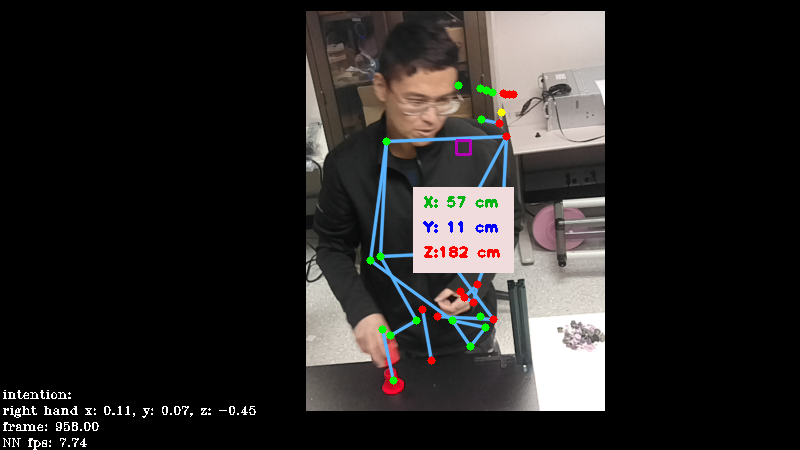 X: 57 cm
Y: 11 cm
Z:182 cm
intention:
right hand x: 0.11, y: 0.07, z: -0.45
frame: 958.00
NN fps: 7.74